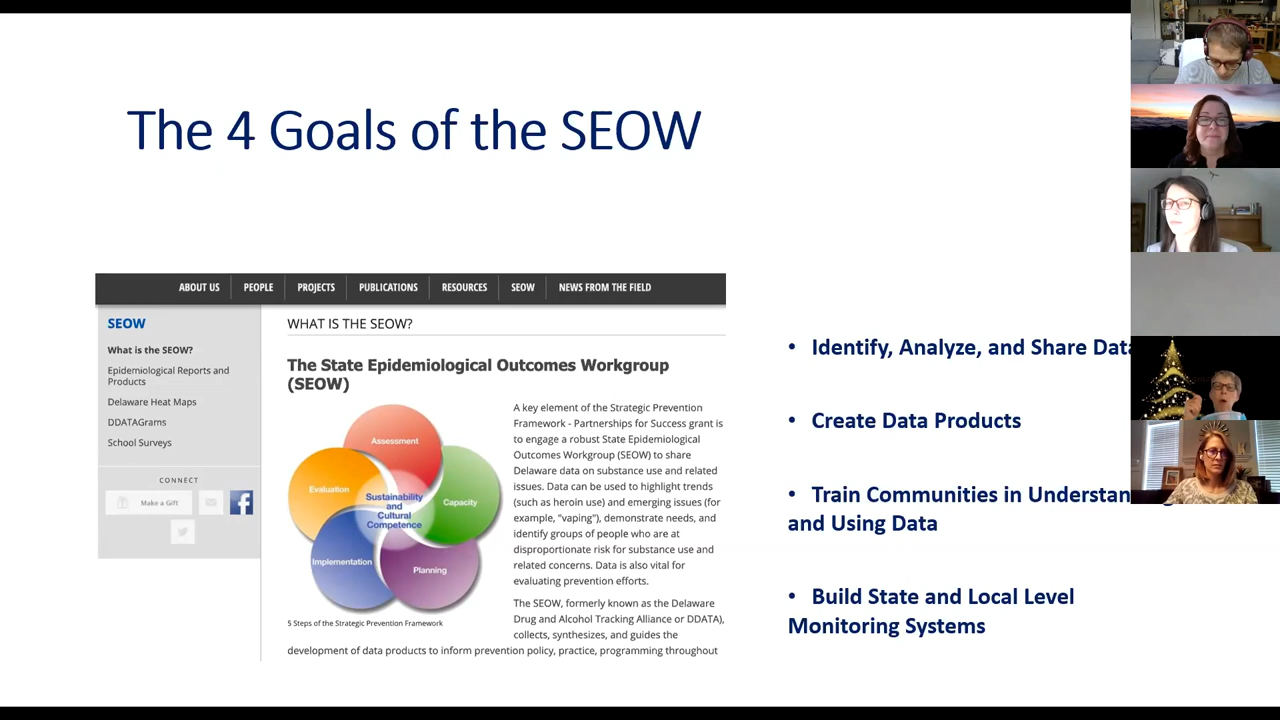 The 4 Goals of the SEOW
ABOUT US PEOPLE PROJECTS PUBLICATIONS RESOURCES SEOW NEWS FROM THE FIELD
SEOW
What is the SEOW?
Epidemiological Reports and
Products
Delaware Heat Maps
DDATAGrams
School Surveys
CONNECT
Make a Gift
f
WHAT IS THE SEOW?
The State Epidemiological Outcomes Workgroup
(SEOW)
Assessment
Evaluation
Capacity
Sustainability
and
Cultural
Competence
Implementation
Planning
5 Steps of the Strategic Prevention Framework
A key element of the Strategic Prevention
Framework - Partnerships for Success grant is
to engage a robust State Epidemiological
Outcomes Workgroup (SEOW) to share
Delaware data on substance use and related
issues. Data can be used to highlight trends
(such as heroin use) and emerging issues (for
example, "vaping"), demonstrate needs, and
identify groups of people who are at
disproportionate risk for substance use and
related concerns. Data is also vital for
evaluating prevention efforts.
The SEOW, formerly known as the Delaware
Drug and Alcohol Tracking Alliance or DDATA),
collects, synthesizes, and guides the
development of data products to inform prevention policy, practice, programming throughout
• Identify, Analyze, and Share Data
• Create Data Products
• Train Communities in Understan
and Using Data
• Build State and Local Level
Monitoring Systems